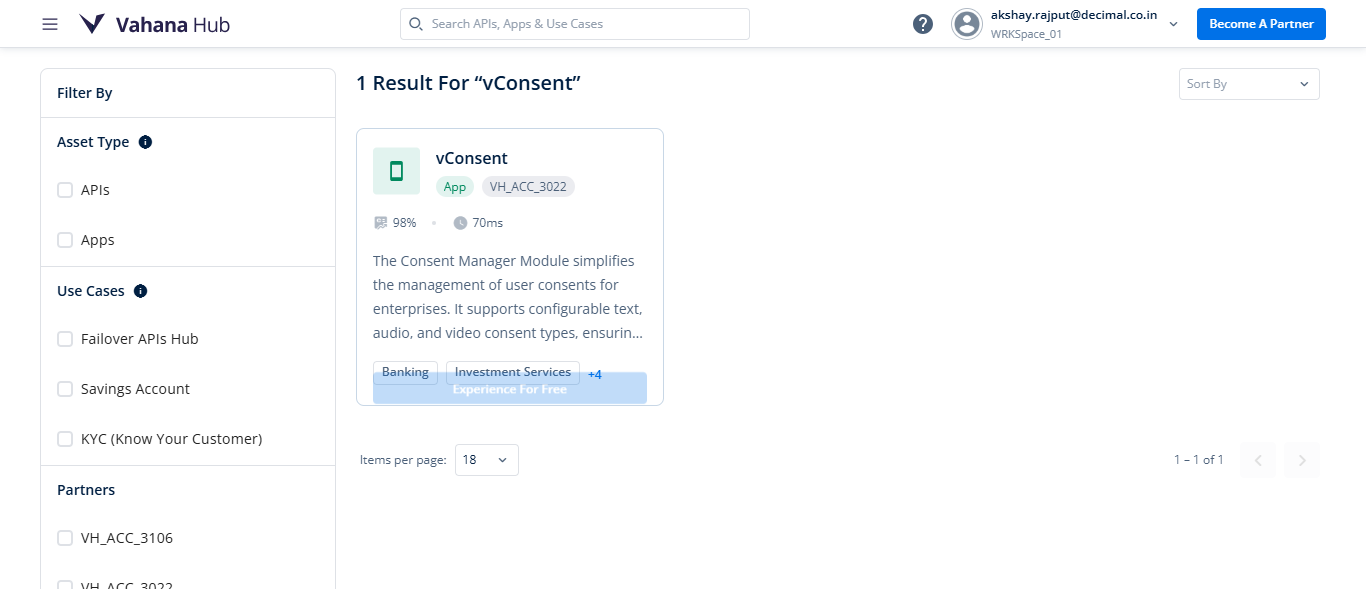 Vahana Hub
Search APIs, Apps & Use Cases
?
akshay.rajput@decimal.co.in
WRKSpace_01
Become A Partner
Filter By
Asset Type
APIs
Apps
Use Cases
Failover APIs Hub
Savings Account
KYC (Know Your Customer)
Partners
VH_ACC_3106
VH_ACC_3022
1 Result For “vConsent”
Sort By
vConsent
App VH_ACC_3022
98% 70ms
The Consent Manager Module simplifies
the management of user consents for
enterprises. It supports configurable text,
audio, and video consent types, ensurin...
Banking Investment Services +4
Experience For Free
Items per page: 18
1 – 1 of 1